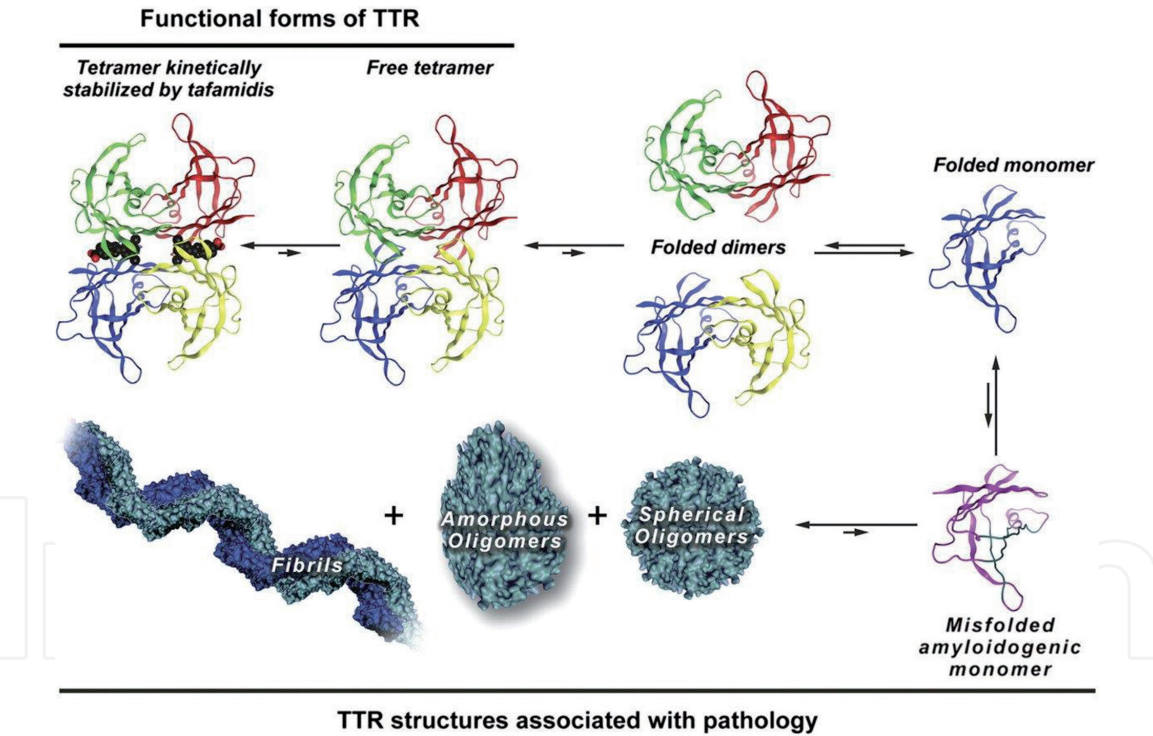 Functional forms of TTR
Tetramer kinetically
stabilized by tafamidis
Free tetramer
Folded monomer
Folded dimers
Fibrils
+
Amorphous
Oligomers
+
Spherical
Oligomers
Misfolded
amyloidogenic
monomer
TTR structures associated with pathology